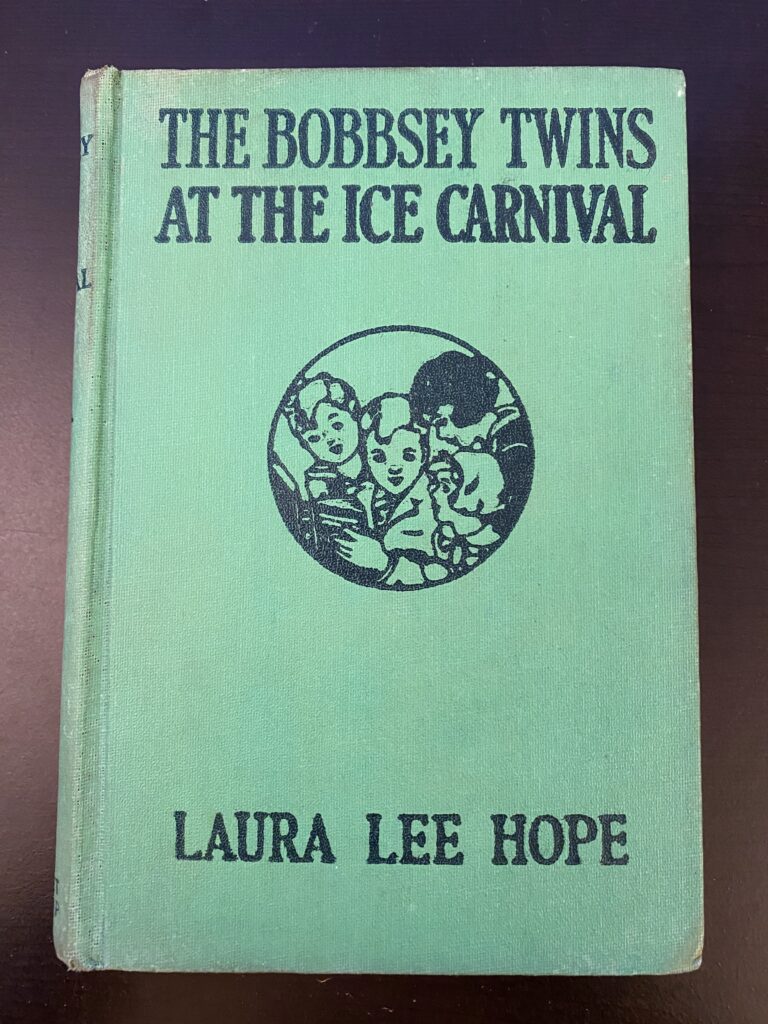 THE BOBBSEY TWINS
AT THE ICE CARNIVAL
LAURA LEE HOPE